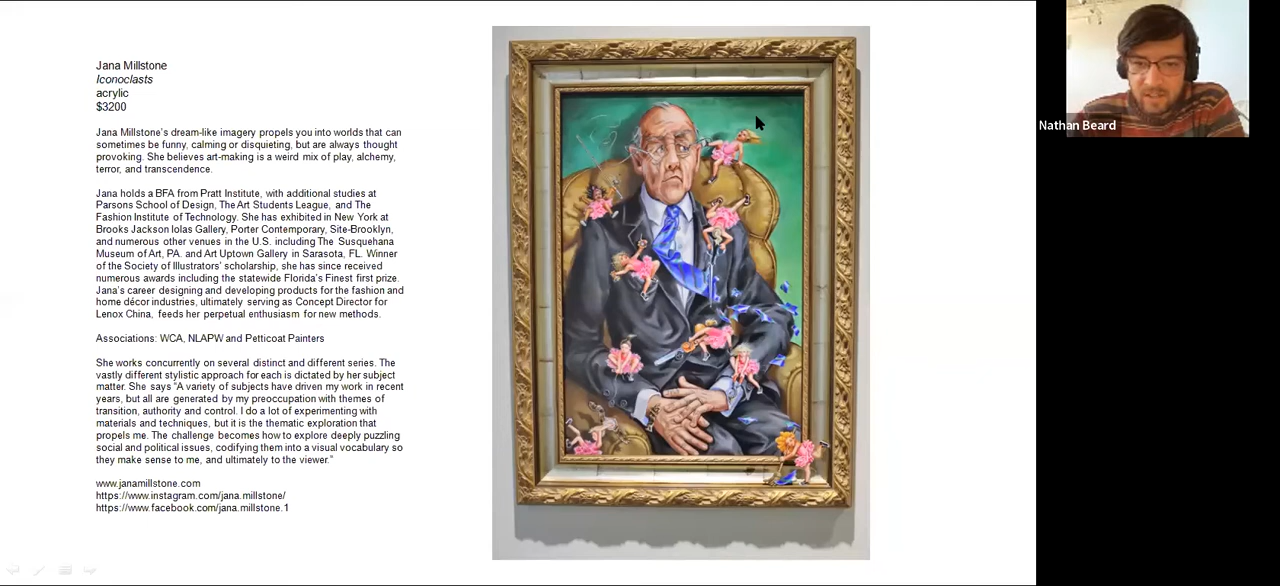 Jana Millstone
Iconoclasts
acrylic
$3200
Jana Millstone's dream-like imagery propels you into worlds that can
sometimes be funny, calming or disquieting, but are always thought
provoking. She believes art-making is a weird mix of play, alchemy,
terror, and transcendence.
Jana holds a BFA from Pratt Institute, with additional studies at
Parsons School of Design, The Art Students League, and The
Fashion Institute of Technology. She has exhibited in New York at
Brooks Jackson Iolas Gallery, Porter Contemporary, Site-Brooklyn,
and numerous other venues in the U.S. including The Susquehana
Museum of Art, PA. and Art Uptown Gallery in Sarasota, FL. Winner
of the Society of Illustrators' scholarship, she has since received
numerous awards including the statewide Florida's Finest first prize.
Jana's career designing and developing products for the fashion and
home décor industries, ultimately serving as Concept Director for
Lenox China, feeds her perpetual enthusiasm for new methods.
Associations: WCA, NLAPW and Petticoat Painters
She works concurrently on several distinct and different series. The
vastly different stylistic approach for each is dictated by her subject
matter. She says "A variety of subjects have driven my work in recent
years, but all are generated by my preoccupation with themes of
transition, authority and control. I do a lot of experimenting with
materials and techniques, but it is the thematic exploration that
propels me. The challenge becomes how to explore deeply puzzling
social and political issues, codifying them into a visual vocabulary so
they make sense to me, and ultimately to the viewer."
www.janamillstone.com
https://www.instagram.com/jana.millstone/
https://www.facebook.com/jana.millstone.1
Nathan Beard